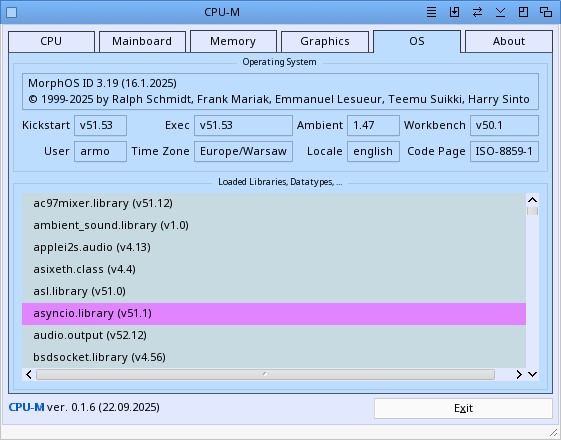 CPU-M
CPU Mainboard Memory Graphics OS About
Operating System
MorphOS ID 3.19 (16.1.2025)
© 1999-2025 by Ralph Schmidt, Frank Mariak, Emmanuel Lesueur, Teemu Suikki, Harry Sinto
Kickstart v51.53 Exec v51.53 Ambient 1.47 Workbench v50.1
User armo Time Zone Europe/Warsaw Locale english Code Page ISO-8859-1
Loaded Libraries, Datatypes, ...
ac97mixer.library (v51.12)
ambient_sound.library (v1.0)
applei2s.audio (v4.13)
asixeth.class (v4.4)
asl.library (v51.0)
asyncio.library (v51.1)
audio.output (v52.12)
bsdsocket.library (v4.56)
CPU-M ver. 0.1.6 (22.09.2025) Exit